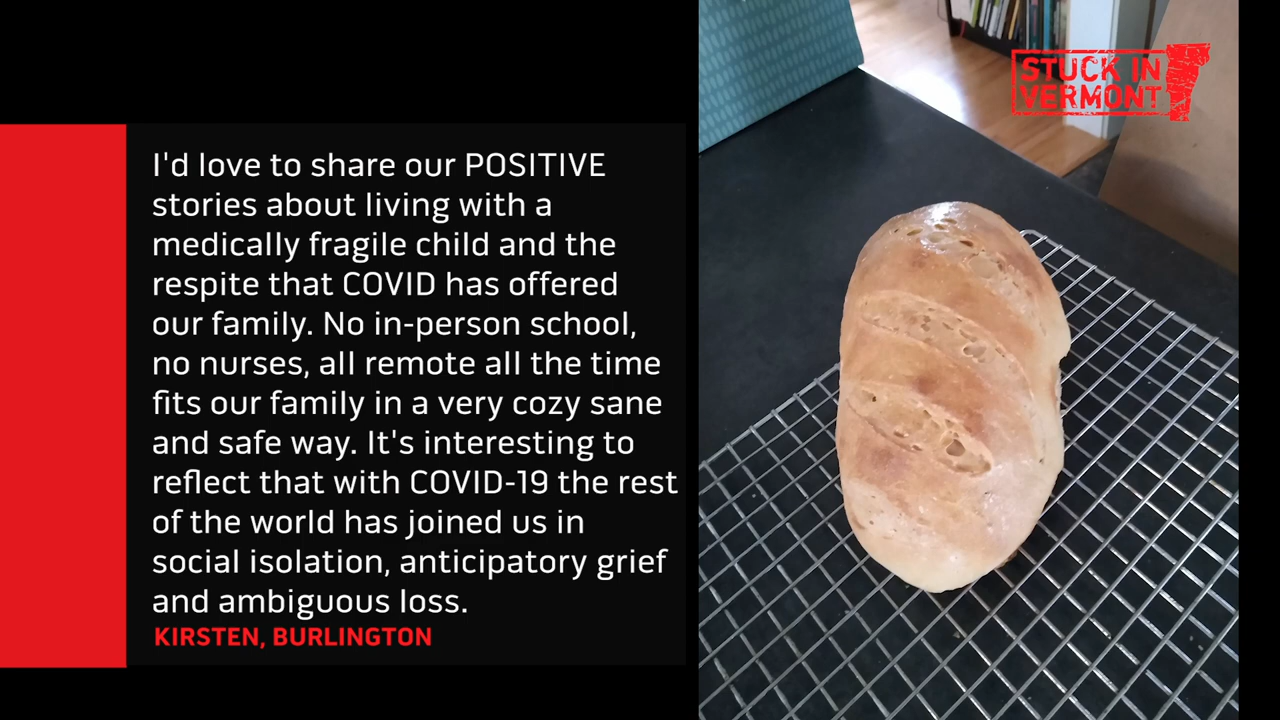 I'd love to share our POSITIVE
stories about living with a
medically fragile child and the
respite that COVID has offered
our family. No in-person school,
no nurses, all remote all the time
fits our family in a very cozy sane
and safe way. It's interesting to
reflect that with COVID-19 the rest
of the world has joined us in
social isolation, anticipatory grief
and ambiguous loss.
KIRSTEN, BURLINGTON
STUCK IN
VERMONT